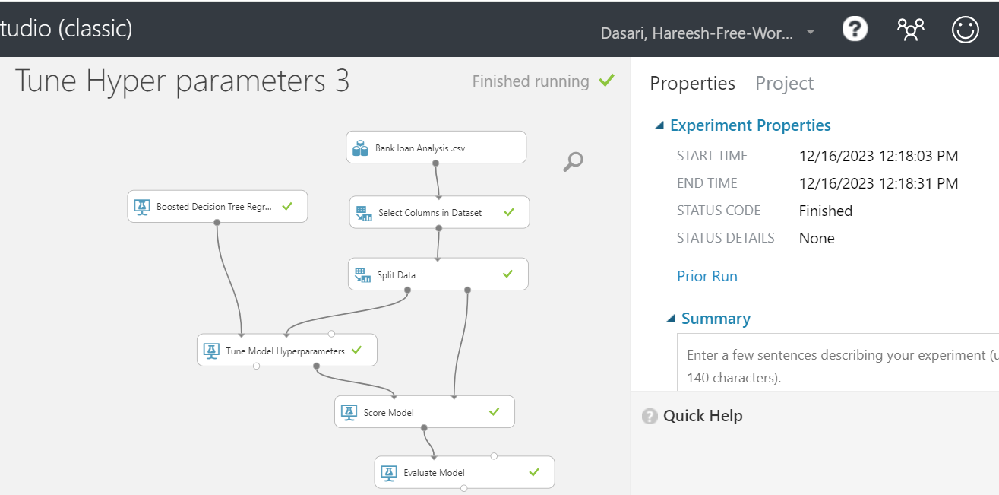 tudio (classic)
Dasari, Hareesh-Free-Wor...
?
Tune Hyper parameters 3
Finished running
Bank loan Analysis .csv
Boosted Decision Tree Regr...
Select Columns in Dataset
Split Data
Tune Model Hyperparameters
Score Model
Evaluate Model
Properties Project
Experiment Properties
START TIME 12/16/2023 12:18:03 PM
END TIME 12/16/2023 12:18:31 PM
STATUS CODE Finished
STATUS DETAILS None
Prior Run
Summary
Enter a few sentences describing your experiment (u
140 characters).
? Quick Help